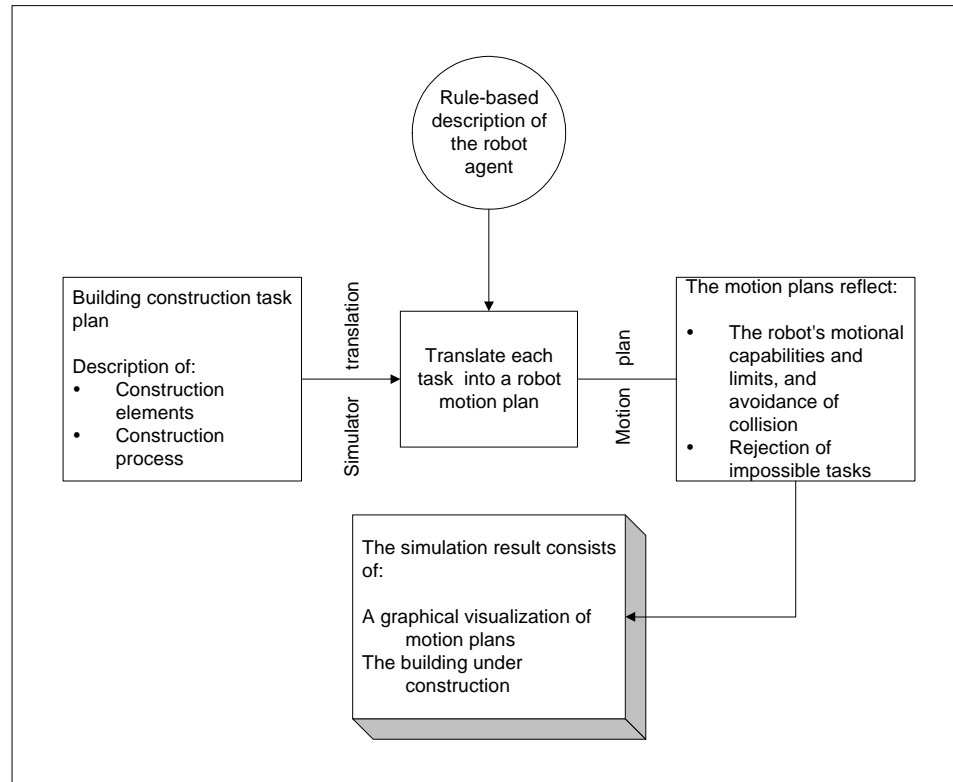 Rule-based
description of
the robot
agent
Building construction task
plan
Description of:
• Construction
elements
• Construction
process
Simulator translation
Translate each
task into a robot
motion plan
Motion plan
The motion plans reflect:
• The robot's motional
capabilities and
limits, and
avoidance of
collision
• Rejection of
impossible tasks
The simulation result consists
of:
A graphical visualization of
motion plans
The building under
construction